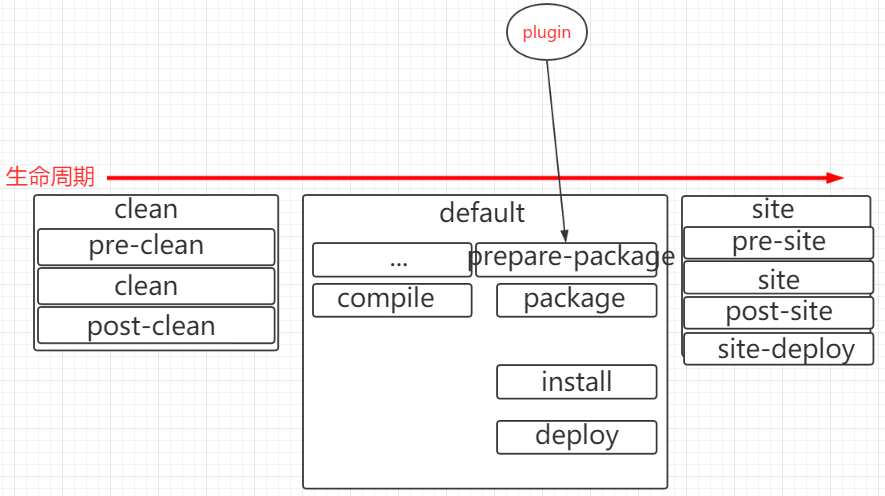 plugin
生命周期
clean
pre-clean
clean
post-clean
default
...
prepare-package
compile
package
install
deploy
site
pre-site
site
post-site
site-deploy